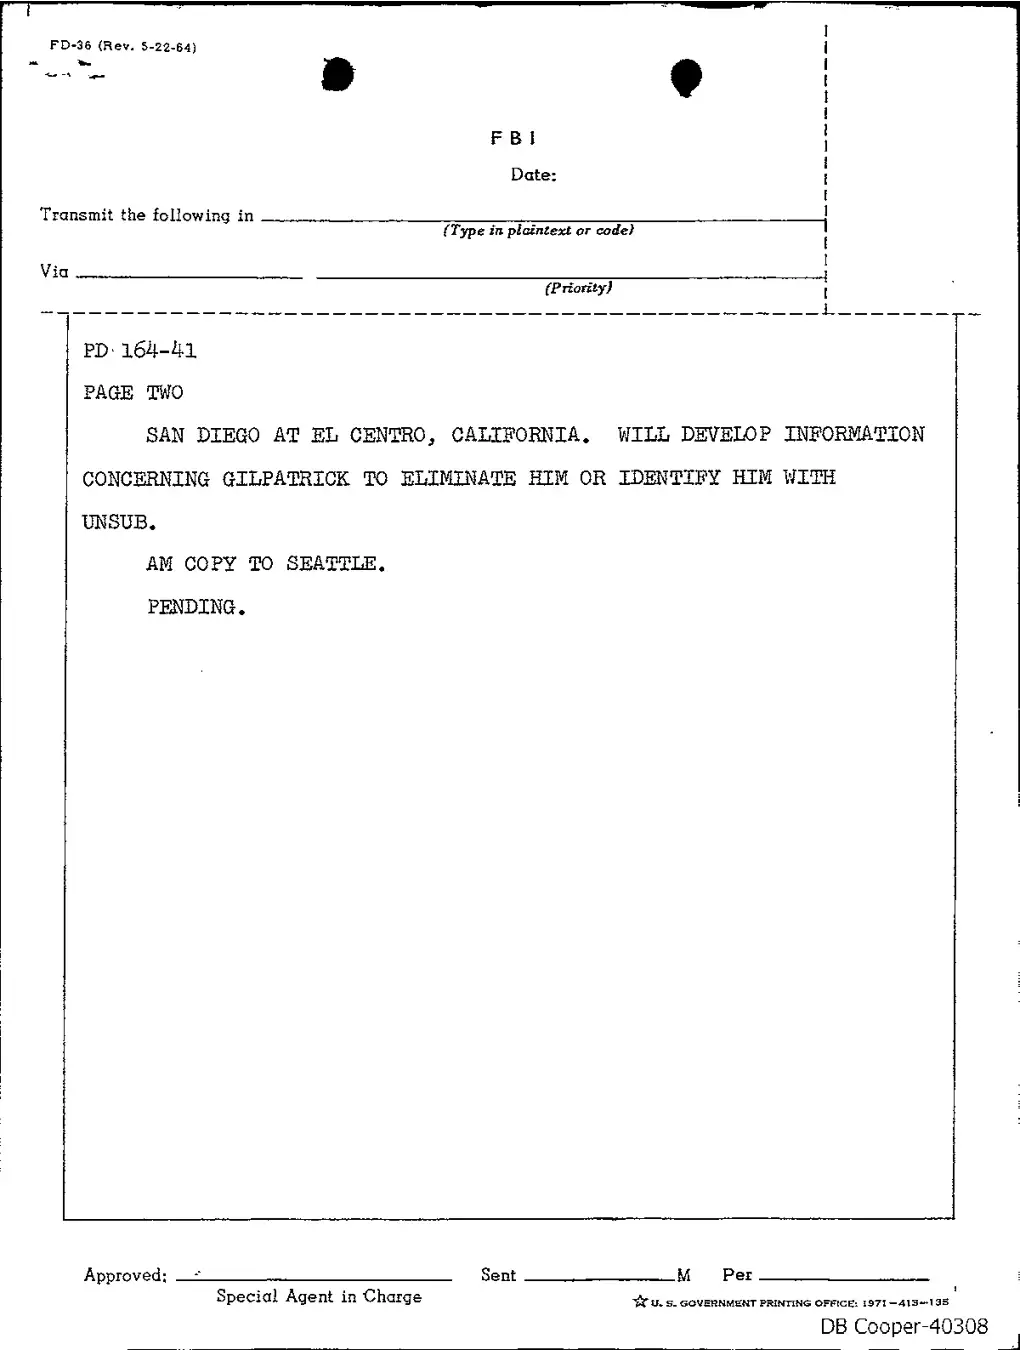 FD-36 (Rev. 5-22-64)
FBI
Date:
Transmit the following in
(Type in plaintext or code)
Via
(Priority)
PD 164-41
PAGE TWO
SAN DIEGO AT EL CENTRO, CALIFORNIA. WILL DEVELOP INFORMATION
CONCERNING GILPATRICK TO ELIMINATE HIM OR IDENTIFY HIM WITH
UNSUB.
AM COPY TO SEATTLE.
PENDING.
Approved: Sent M Per
Special Agent in Charge
☆ U. S. GOVERNMENT PRINTING OFFICE: 1971-413-135
DB Cooper-40308